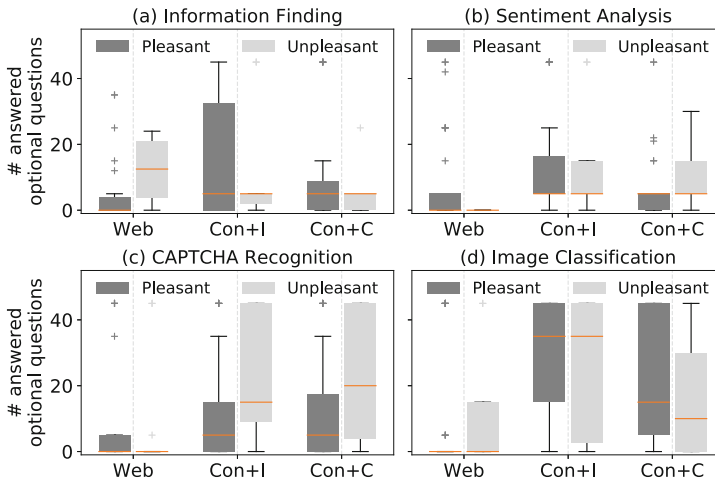 (a) Information Finding
Pleasant Unpleasant
# answered
optional questions
40
20
0
Web Con+I Con+C
(b) Sentiment Analysis
Pleasant Unpleasant
Web Con+I Con+C
(c) CAPTCHA Recognition
Pleasant Unpleasant
# answered
optional questions
40
20
0
Web Con+I Con+C
(d) Image Classification
Pleasant Unpleasant
Web Con+I Con+C